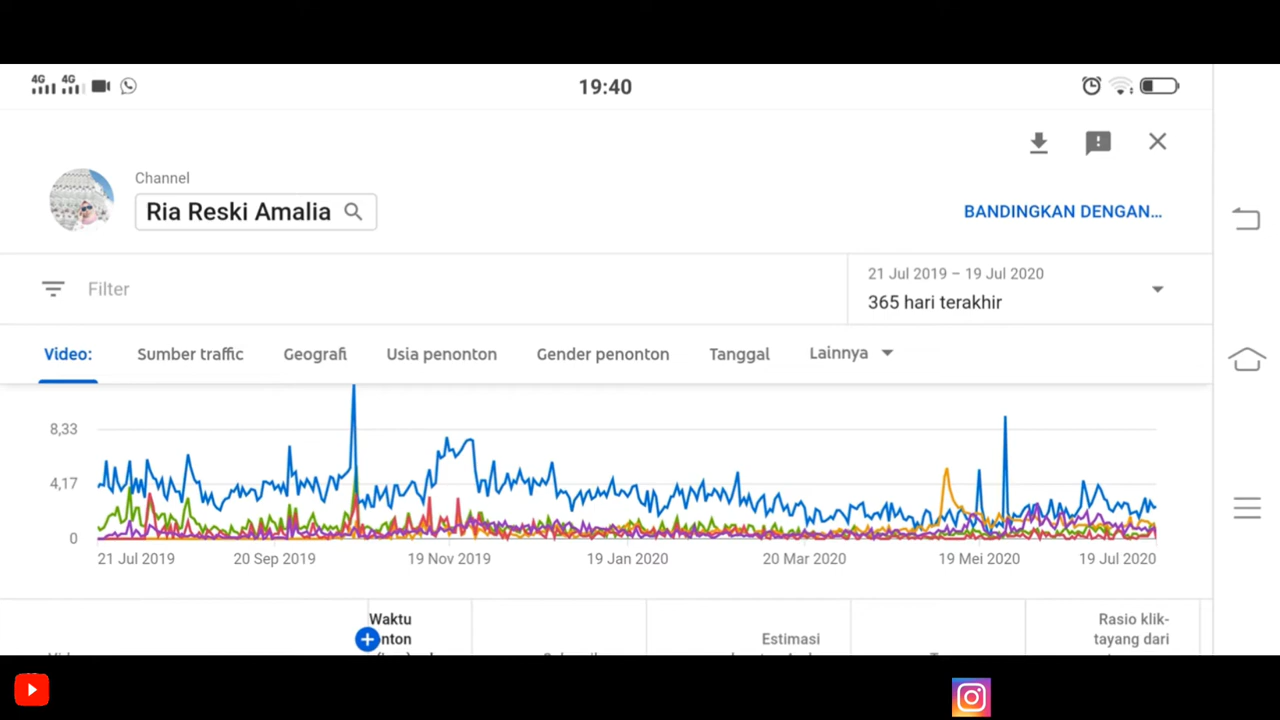 4G 4G
19:40
Channel
Ria Reski Amalia
BANDINGKAN DENGAN...
Filter
21 Jul 2019 – 19 Jul 2020
365 hari terakhir
Video:
Sumber traffic
Geografi
Usia penonton
Gender penonton
Tanggal
Lainnya
8,33
4,17
0
21 Jul 2019
20 Sep 2019
19 Nov 2019
19 Jan 2020
20 Mar 2020
19 Mei 2020
19 Jul 2020
Waktu
nton
Estimasi
Rasio klik-
tayang dari